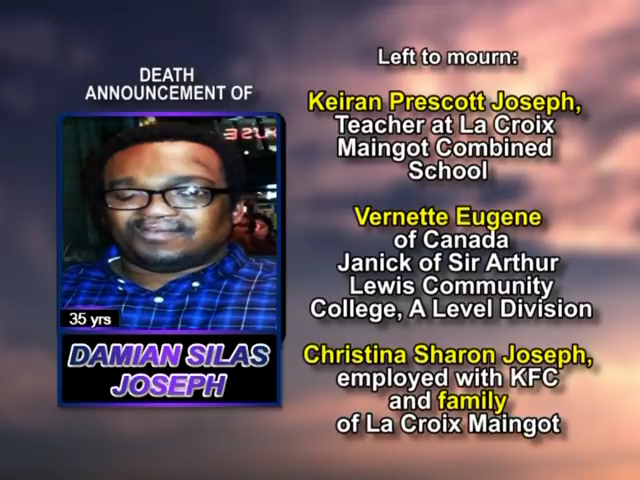 DEATH
ANNOUNCEMENT OF
35 yrs
DAMIAN SILAS
JOSEPH
Left to mourn:
Keiran Prescott Joseph,
Teacher at La Croix
Maingot Combined
School
Vernette Eugene
of Canada
Janick of Sir Arthur
Lewis Community
College, A Level Division
Christina Sharon Joseph,
employed with KFC
and family
of La Croix Maingot